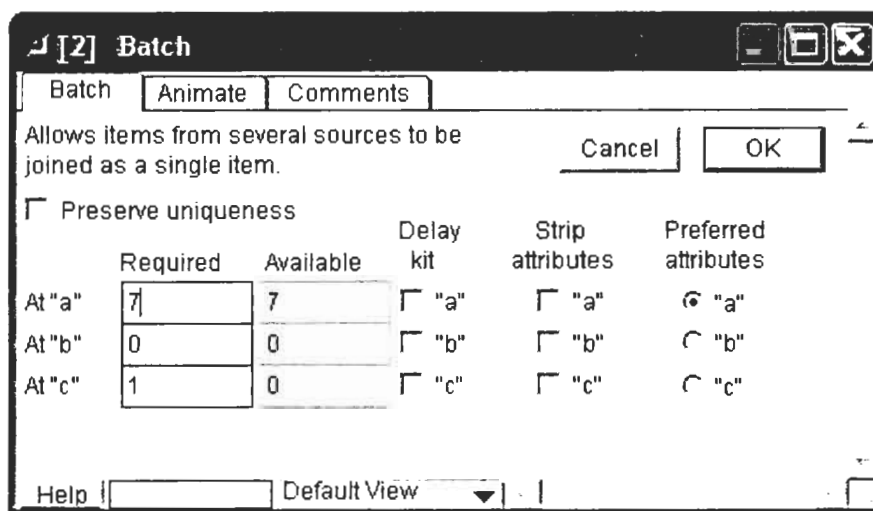 [2] Batch
Batch Animate Comments
Allows items from several sources to be
joined as a single item.
Cancel OK
Preserve uniqueness
Required Available Delay kit Strip attributes Preferred attributes
At "a" 7 7 "a" "a" "a"
At "b" 0 0 "b" "b" "b"
At "c" 1 0 "c" "c" "c"
Help Default View